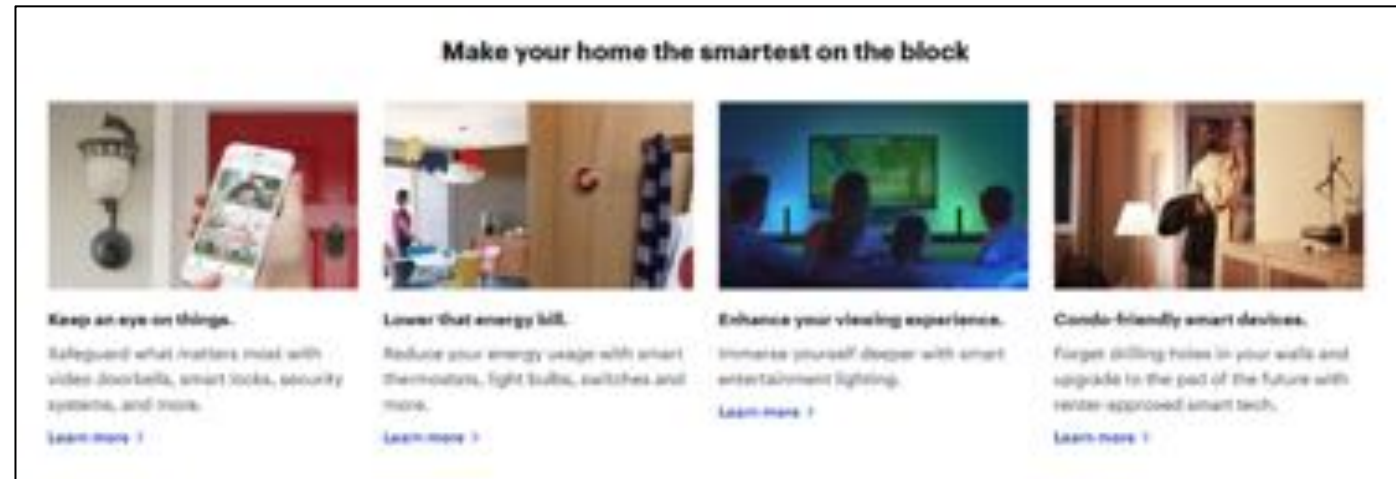 Make your home the smartest on the block
Keep an eye on things.
Safeguard what matters most with
video doorbells, smart locks, security
systems, and more.
Learn more >
Lower that energy bill.
Reduce your energy usage with smart
thermostats, light bulbs, switches and
more.
Learn more >
Enhance your viewing experience.
Immerse yourself deeper with smart
entertainment lighting.
Learn more >
Condo-friendly smart devices.
Forget drilling holes in your walls and
upgrade to the pad of the future with
renter-approved smart tech.
Learn more >